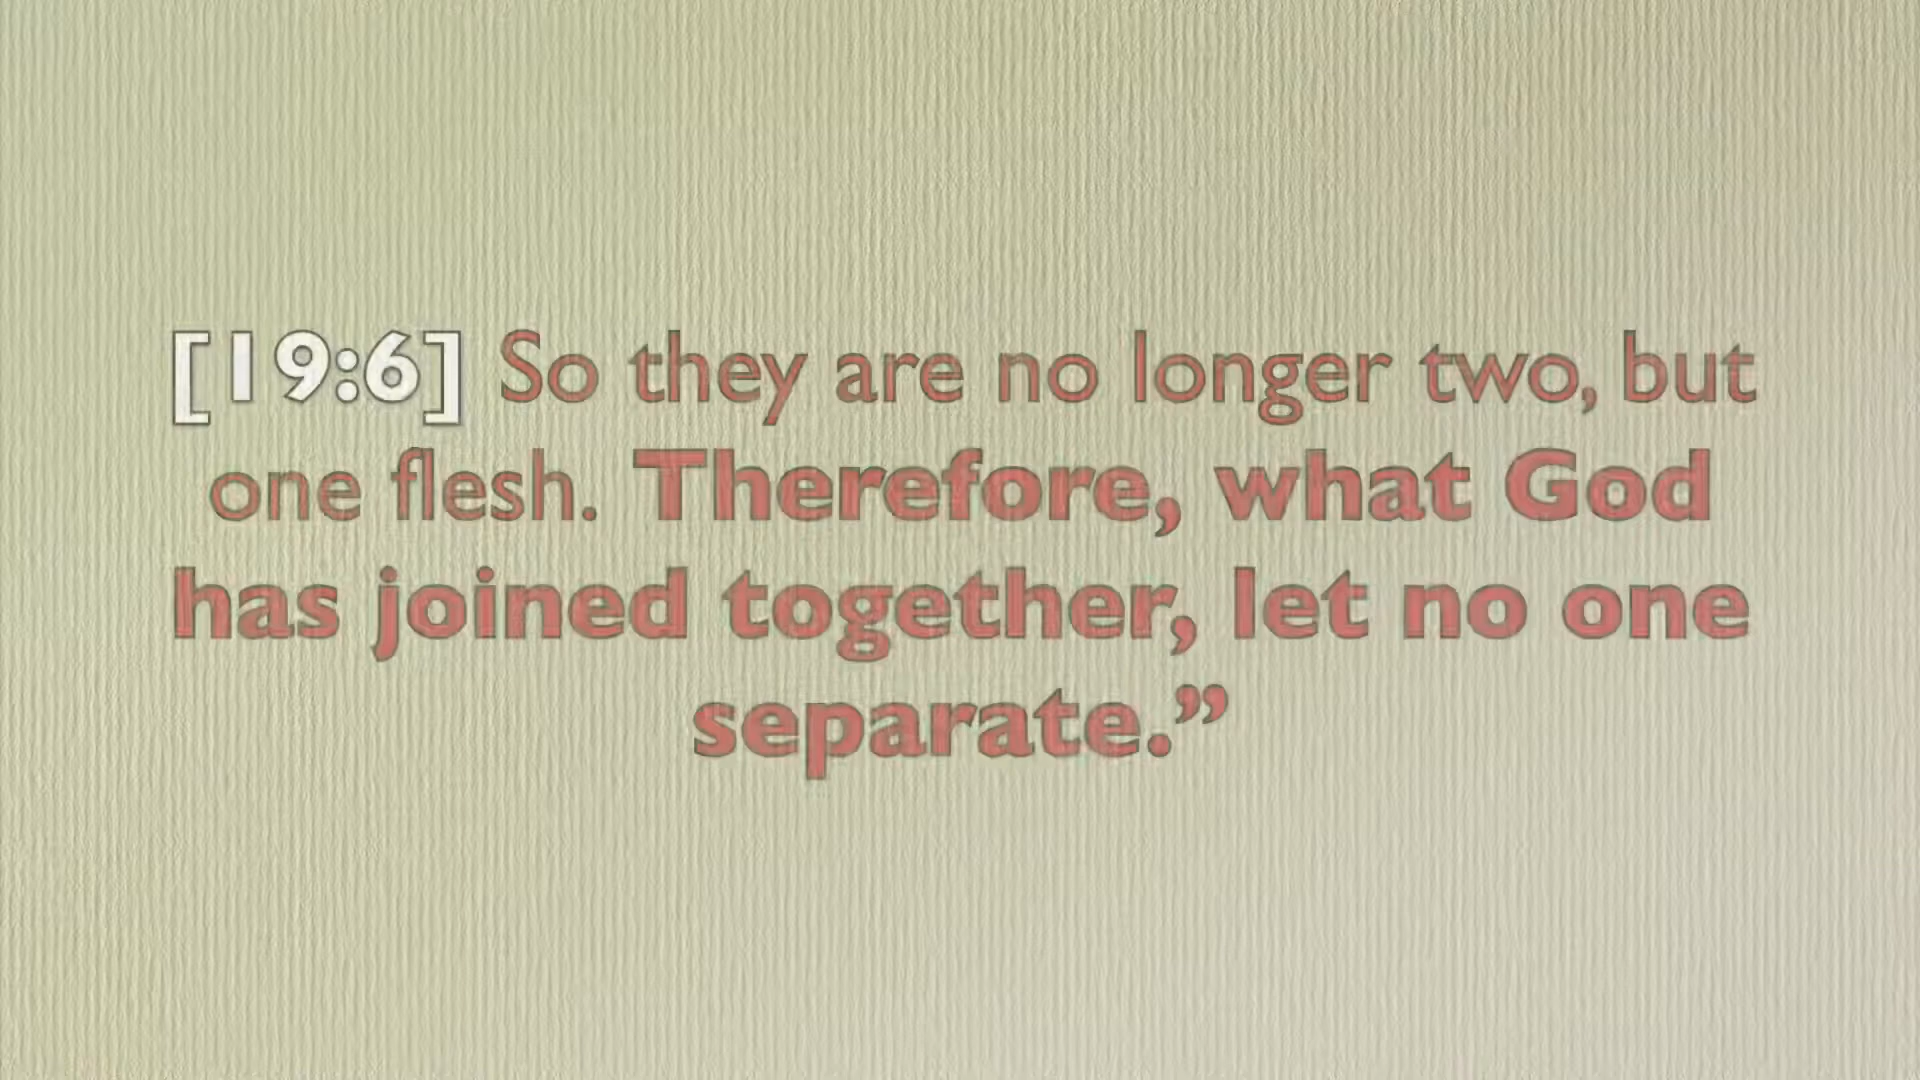 [19:6] So they are no longer two, but
one flesh. Therefore, what God
has joined together, let no one
separate.”